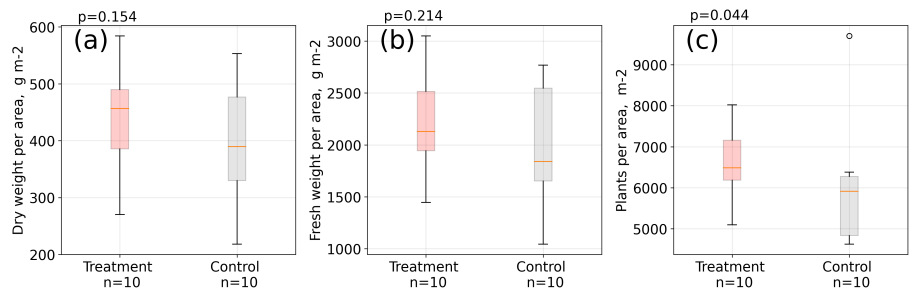 p=0.154
(a)
Dry weight per area,  g m-2
600
500
400
300
200
Treatment
n=10
Control
n=10
p=0.214
(b)
Fresh weight per area,  g m-2
3000
2500
2000
1500
1000
Treatment
n=10
Control
n=10
p=0.044
(c)
Plants per area,  m-2
9000
8000
7000
6000
5000
Treatment
n=10
Control
n=10